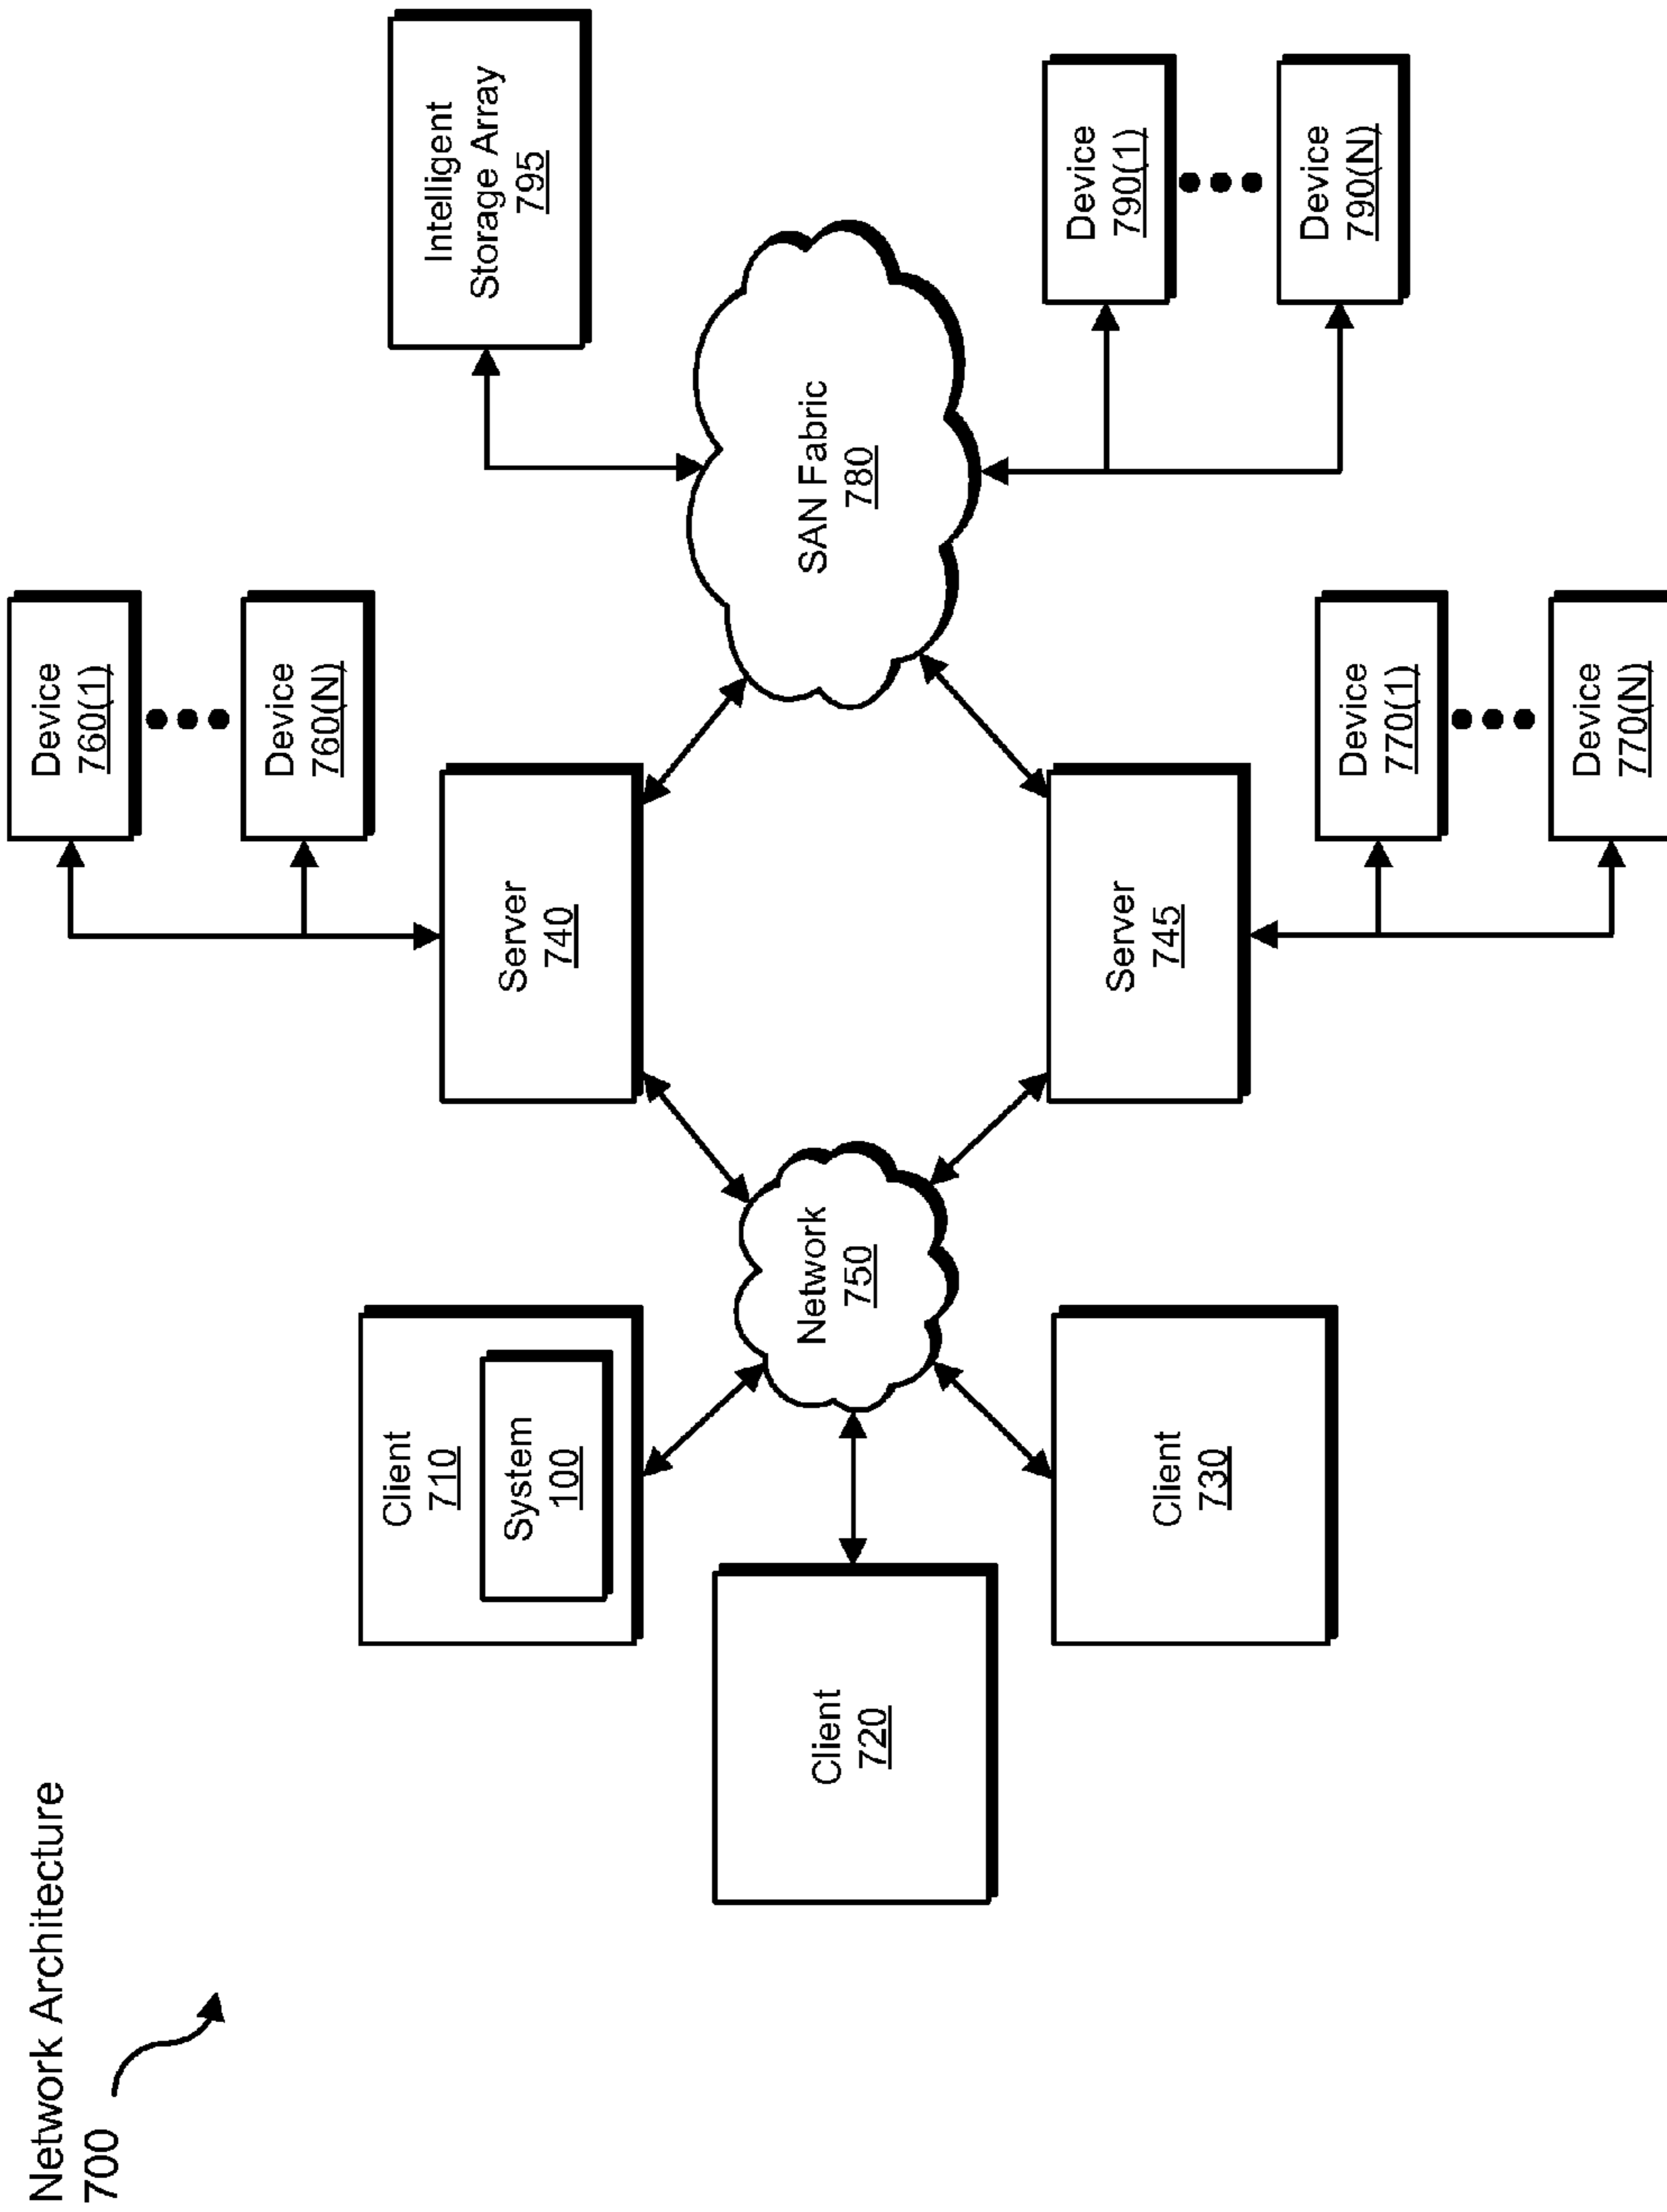 Network Architecture
700
Client
710
System
100
Client
720
Client
730
Network
750
Server
740
Server
745
Device
760(1)
Device
760(N)
Device
770(1)
Device
770(N)
SAN Fabric
780
Intelligent
Storage Array
795
Device
790(1)
Device
790(N)